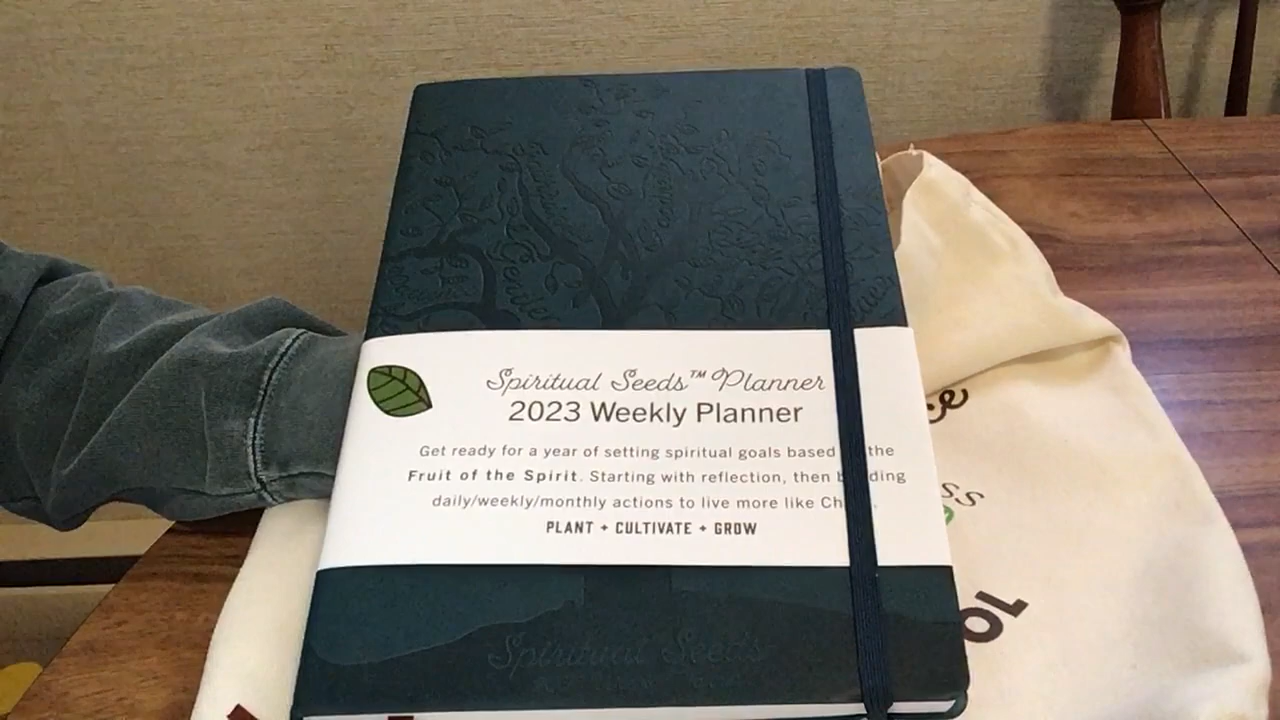 Spiritual Seeds™ Planner
2023 Weekly Planner
Get ready for a year of setting spiritual goals based the
Fruit of the Spirit. Starting with reflection, then
daily/weekly/monthly actions to live more like
PLANT + CULTIVATE + GROW
Spiritual Seeds